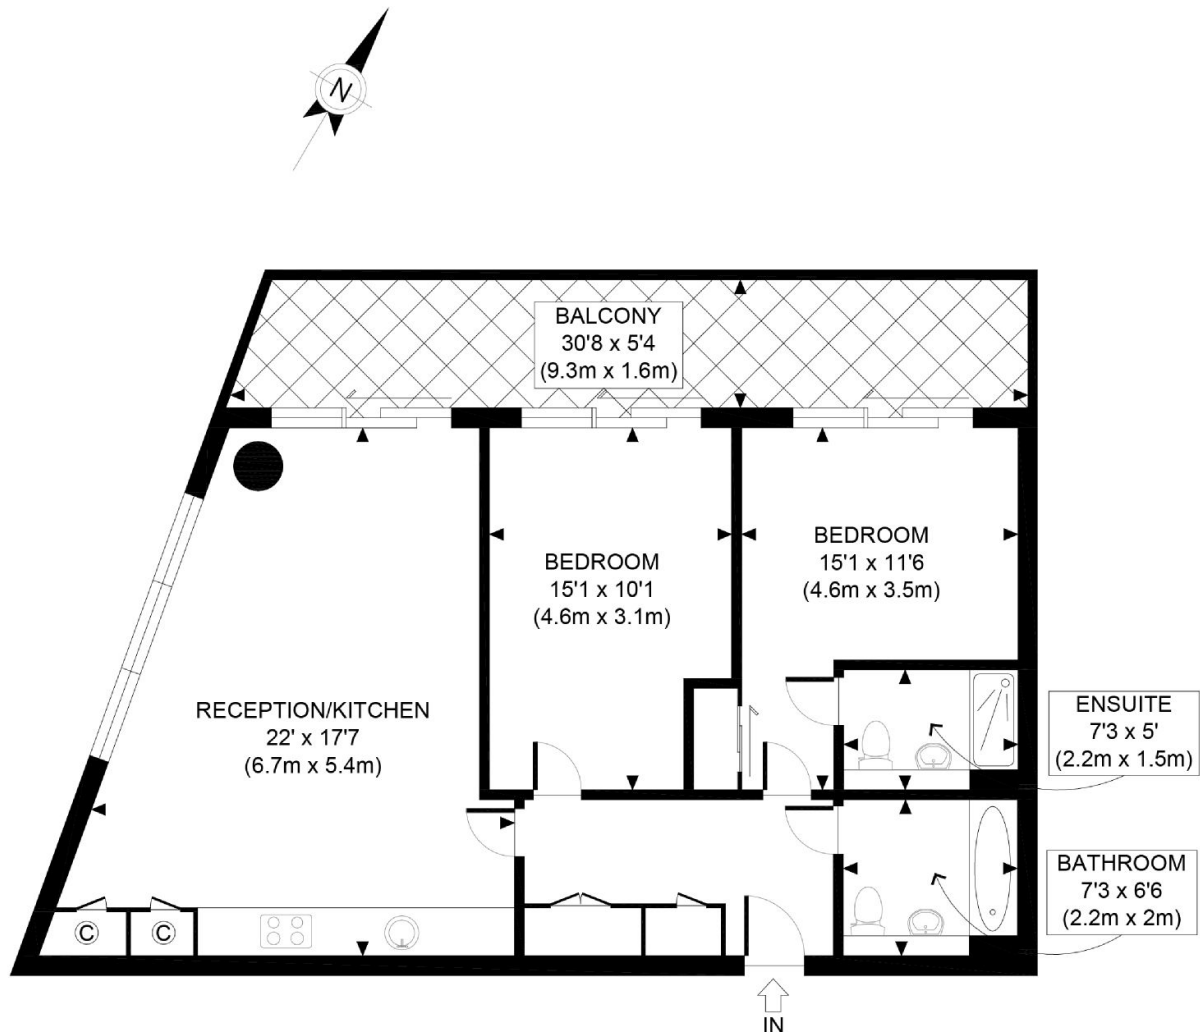 N
BALCONY
30'8 x 5'4
(9.3m x 1.6m)
BEDROOM
15'1 x 10'1
(4.6m x 3.1m)
BEDROOM
15'1 x 11'6
(4.6m x 3.5m)
RECEPTION/KITCHEN
22' x 17'7
(6.7m x 5.4m)
ENSUITE
7'3 x 5'
(2.2m x 1.5m)
BATHROOM
7'3 x 6'6
(2.2m x 2m)
C
C
IN